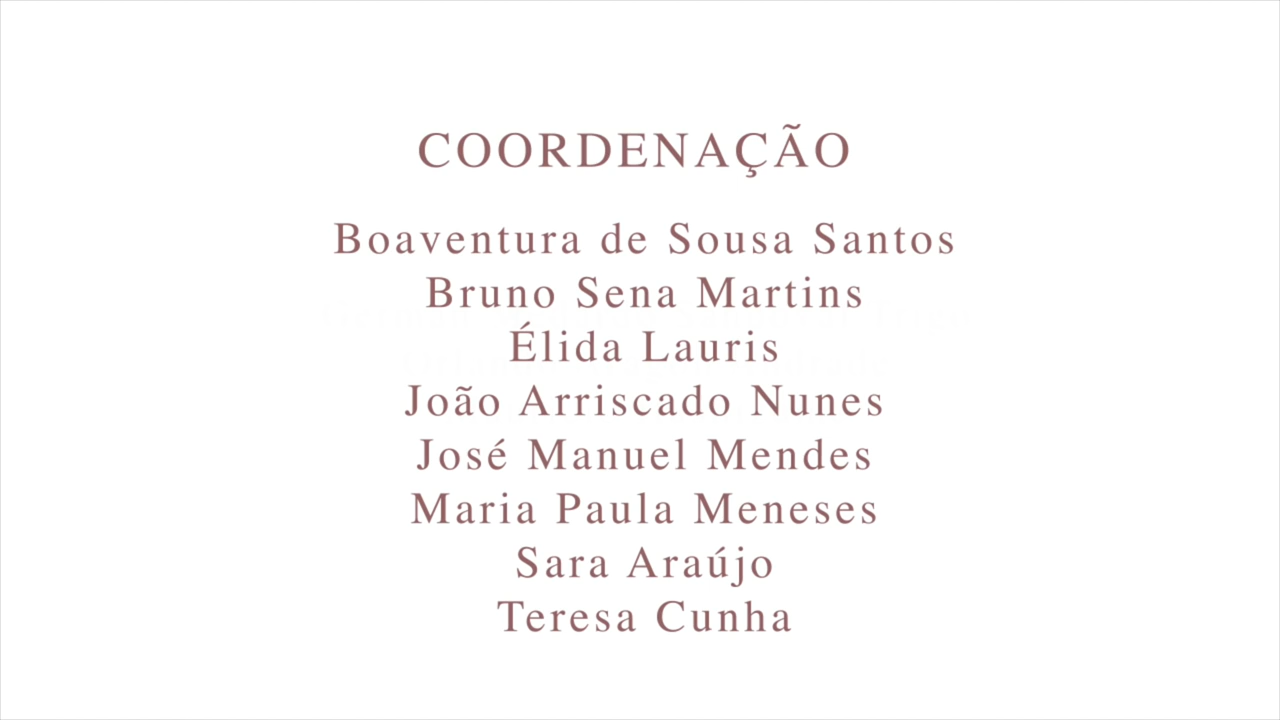 COORDENAÇÃO
Boaventura de Sousa Santos
Bruno Sena Martins
Élida Lauris
João Arriscado Nunes
José Manuel Mendes
Maria Paula Meneses
Sara Araújo
Teresa Cunha